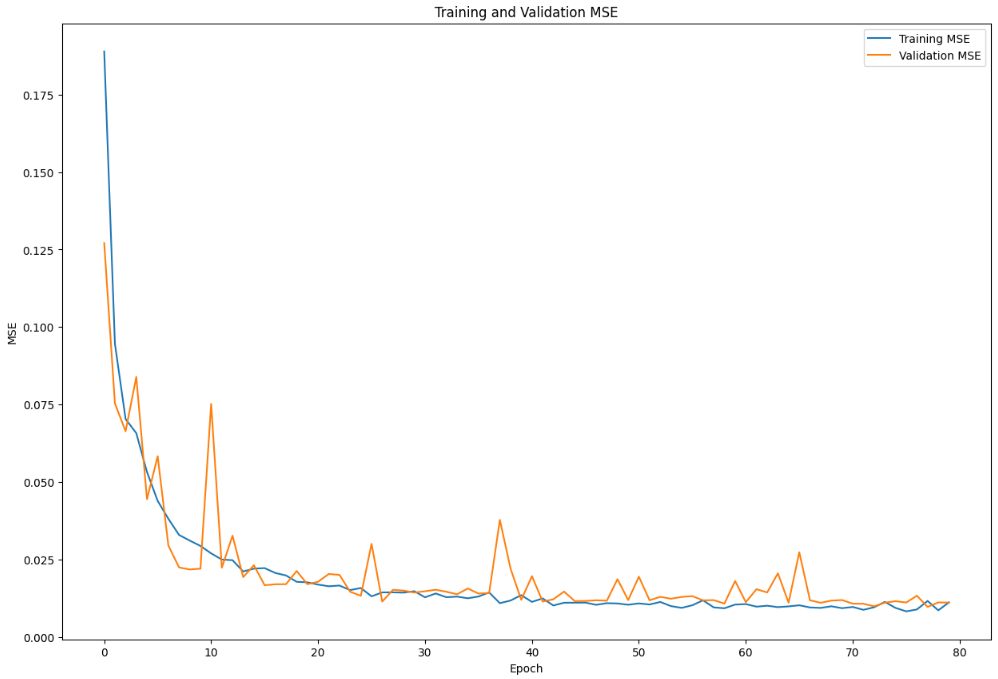 Training and Validation MSE
Training MSE
Validation MSE
MSE
0.175
0.150
0.125
0.100
0.075
0.050
0.025
0.000
0 10 20 30 40 50 60 70 80
Epoch